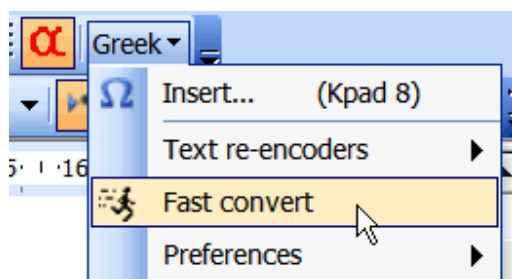 α Greek
Ω Insert... (Kpad 8)
Text re-encoders
5· ı ·16
Fast convert
Preferences